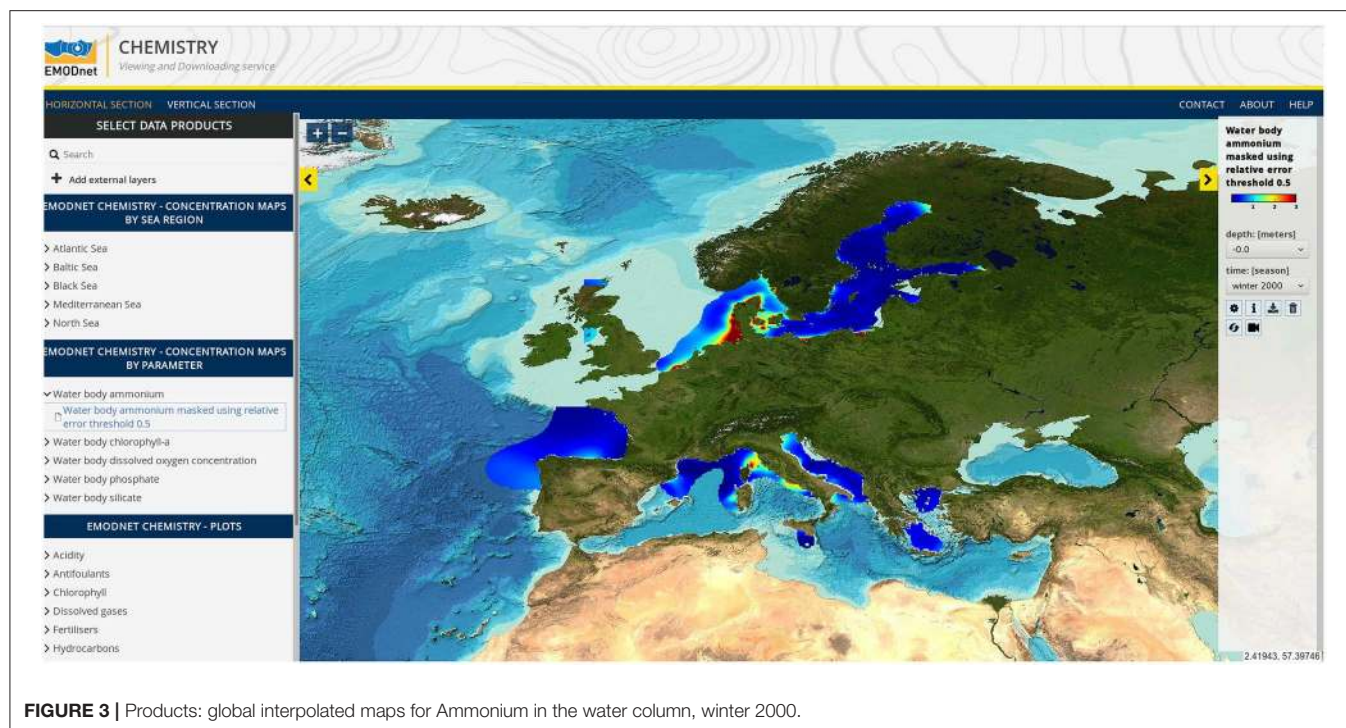 EMODnet
CHEMISTRY
Viewing and Downloading service
HORIZONTAL SECTION VERTICAL SECTION
CONTACT ABOUT HELP
SELECT DATA PRODUCTS
Search
Add external layers
EMODNET CHEMISTRY - CONCENTRATION MAPS
BY SEA REGION
Atlantic Sea
Baltic Sea
Black Sea
Mediterranean Sea
North Sea
EMODNET CHEMISTRY - CONCENTRATION MAPS
BY PARAMETER
Water body ammonium
Water body ammonium masked using relative
error threshold 0.5
Water body chlorophyll-a
Water body dissolved oxygen concentration
Water body phosphate
Water body silicate
EMODNET CHEMISTRY - PLOTS
Acidity
Antifoulants
Chlorophyll
Dissolved gases
Fertilisers
Hydrocarbons
Water body
ammonium
masked using
relative error
threshold 0.5
1 2 3
depth: [meters]
-0.0
time: [season]
winter 2000
2.41943, 57.39746
FIGURE 3 | Products: global interpolated maps for Ammonium in the water column, winter 2000.